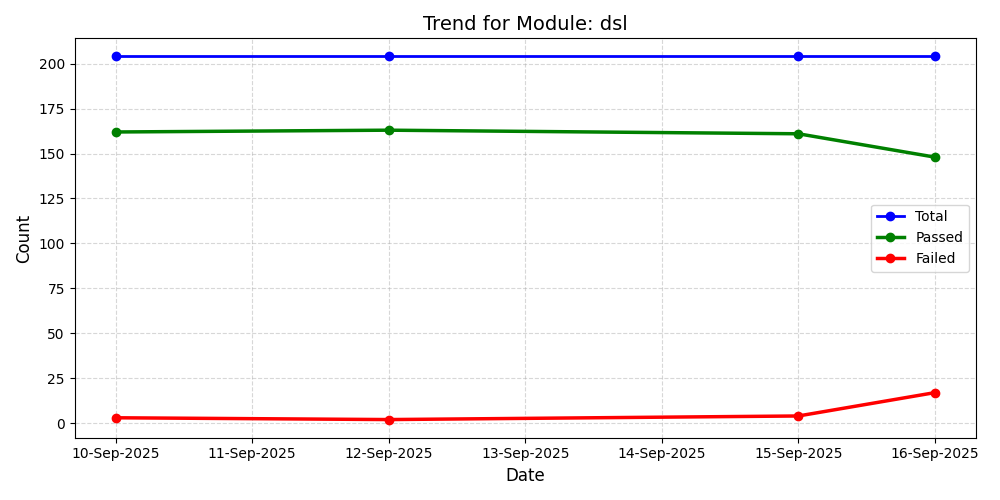 Trend for Module: dsl
Count
200
175
150
125
100
75
50
25
0
Total
Passed
Failed
10-Sep-2025 11-Sep-2025 12-Sep-2025 13-Sep-2025 14-Sep-2025 15-Sep-2025 16-Sep-2025
Date